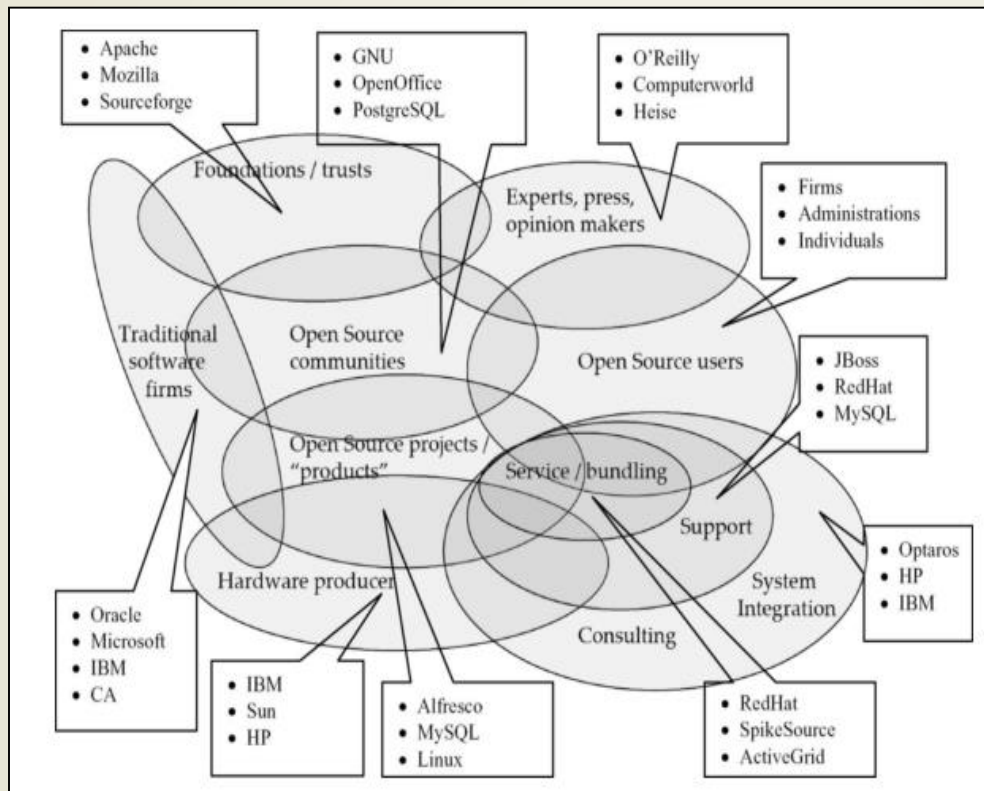 • Apache
• Mozilla
• Sourceforge
• GNU
• OpenOffice
• PostgreSQL
• O'Reilly
• Computerworld
• Heise
Foundations / trusts
Experts, press,
opinion makers
• Firms
• Administrations
• Individuals
Traditional
software
firms
Open Source
communities
Open Source users
• JBoss
• RedHat
• MySQL
Open Source projects /
“products”
Service / bundling
Support
Hardware producer
System
Integration
Consulting
• Optaros
• HP
• IBM
• Oracle
• Microsoft
• IBM
• CA
• IBM
• Sun
• HP
• Alfresco
• MySQL
• Linux
• RedHat
• SpikeSource
• ActiveGrid